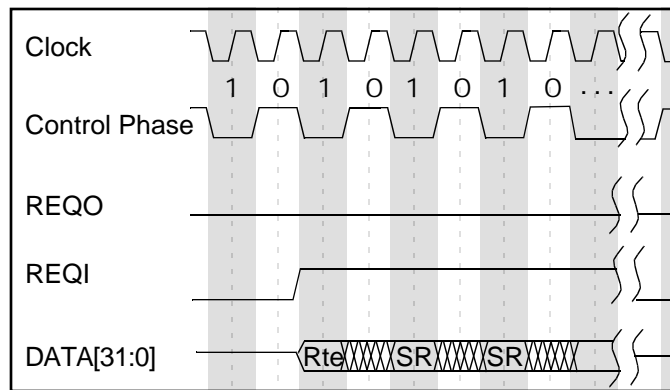 Clock
1 0 1 0 1 0 1 0 ...
Control Phase
REQO
REQI
DATA[31:0] Rte SR SR